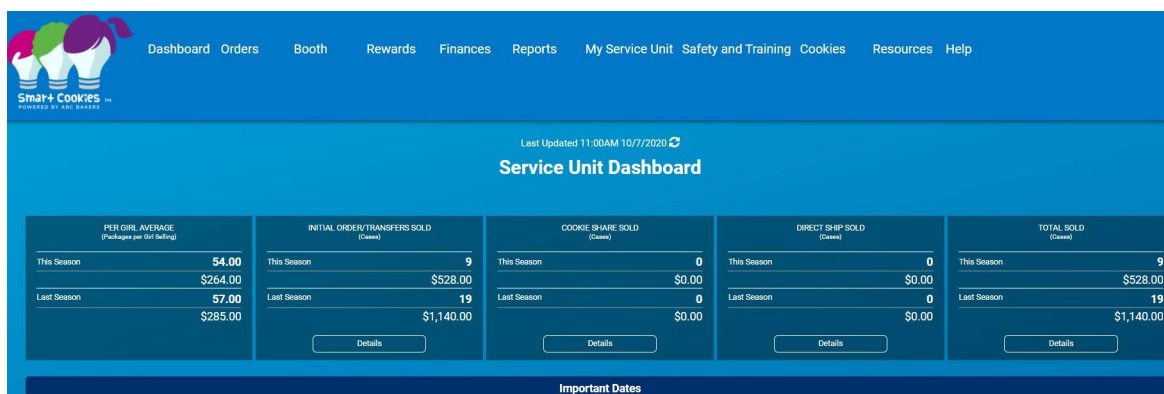 Smart Cookies TM
POWERED BY ABC BAKERS
Dashboard Orders Booth Rewards Finances Reports My Service Unit Safety and Training Cookies Resources Help
Last Updated 11:00AM 10/7/2020
Service Unit Dashboard
PER GIRL AVERAGE
(Packages per Girl Selling)
This Season 54.00
$264.00
Last Season 57.00
$285.00
INITIAL ORDER/TRANSFERS SOLD
(Cases)
This Season 9
$528.00
Last Season 19
$1,140.00
Details
COOKIE SHARE SOLD
(Cases)
This Season 0
$0.00
Last Season 0
$0.00
Details
DIRECT SHIP SOLD
(Cases)
This Season 0
$0.00
Last Season 0
$0.00
Details
TOTAL SOLD
(Cases)
This Season 9
$528.00
Last Season 19
$1,140.00
Details
Important Dates